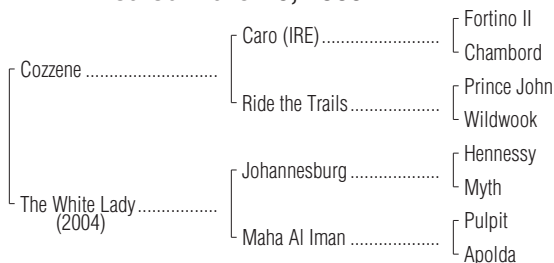 Fortino II
Caro (IRE)
Chambord
Cozzene
Prince John
Ride the Trails
Wildwook
Hennessy
Johannesburg
Myth
The White Lady
(2004)
Pulpit
Maha Al Iman
Apolda